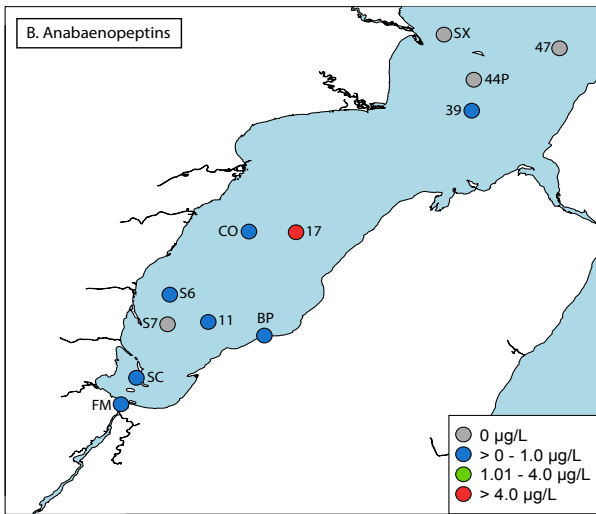 B. Anabaenopeptins
SX
47
44P
39
CO
17
S6
S7
11
BP
SC
FM
0 µg/L
> 0 - 1.0 µg/L
1.01 - 4.0 µg/L
> 4.0 µg/L